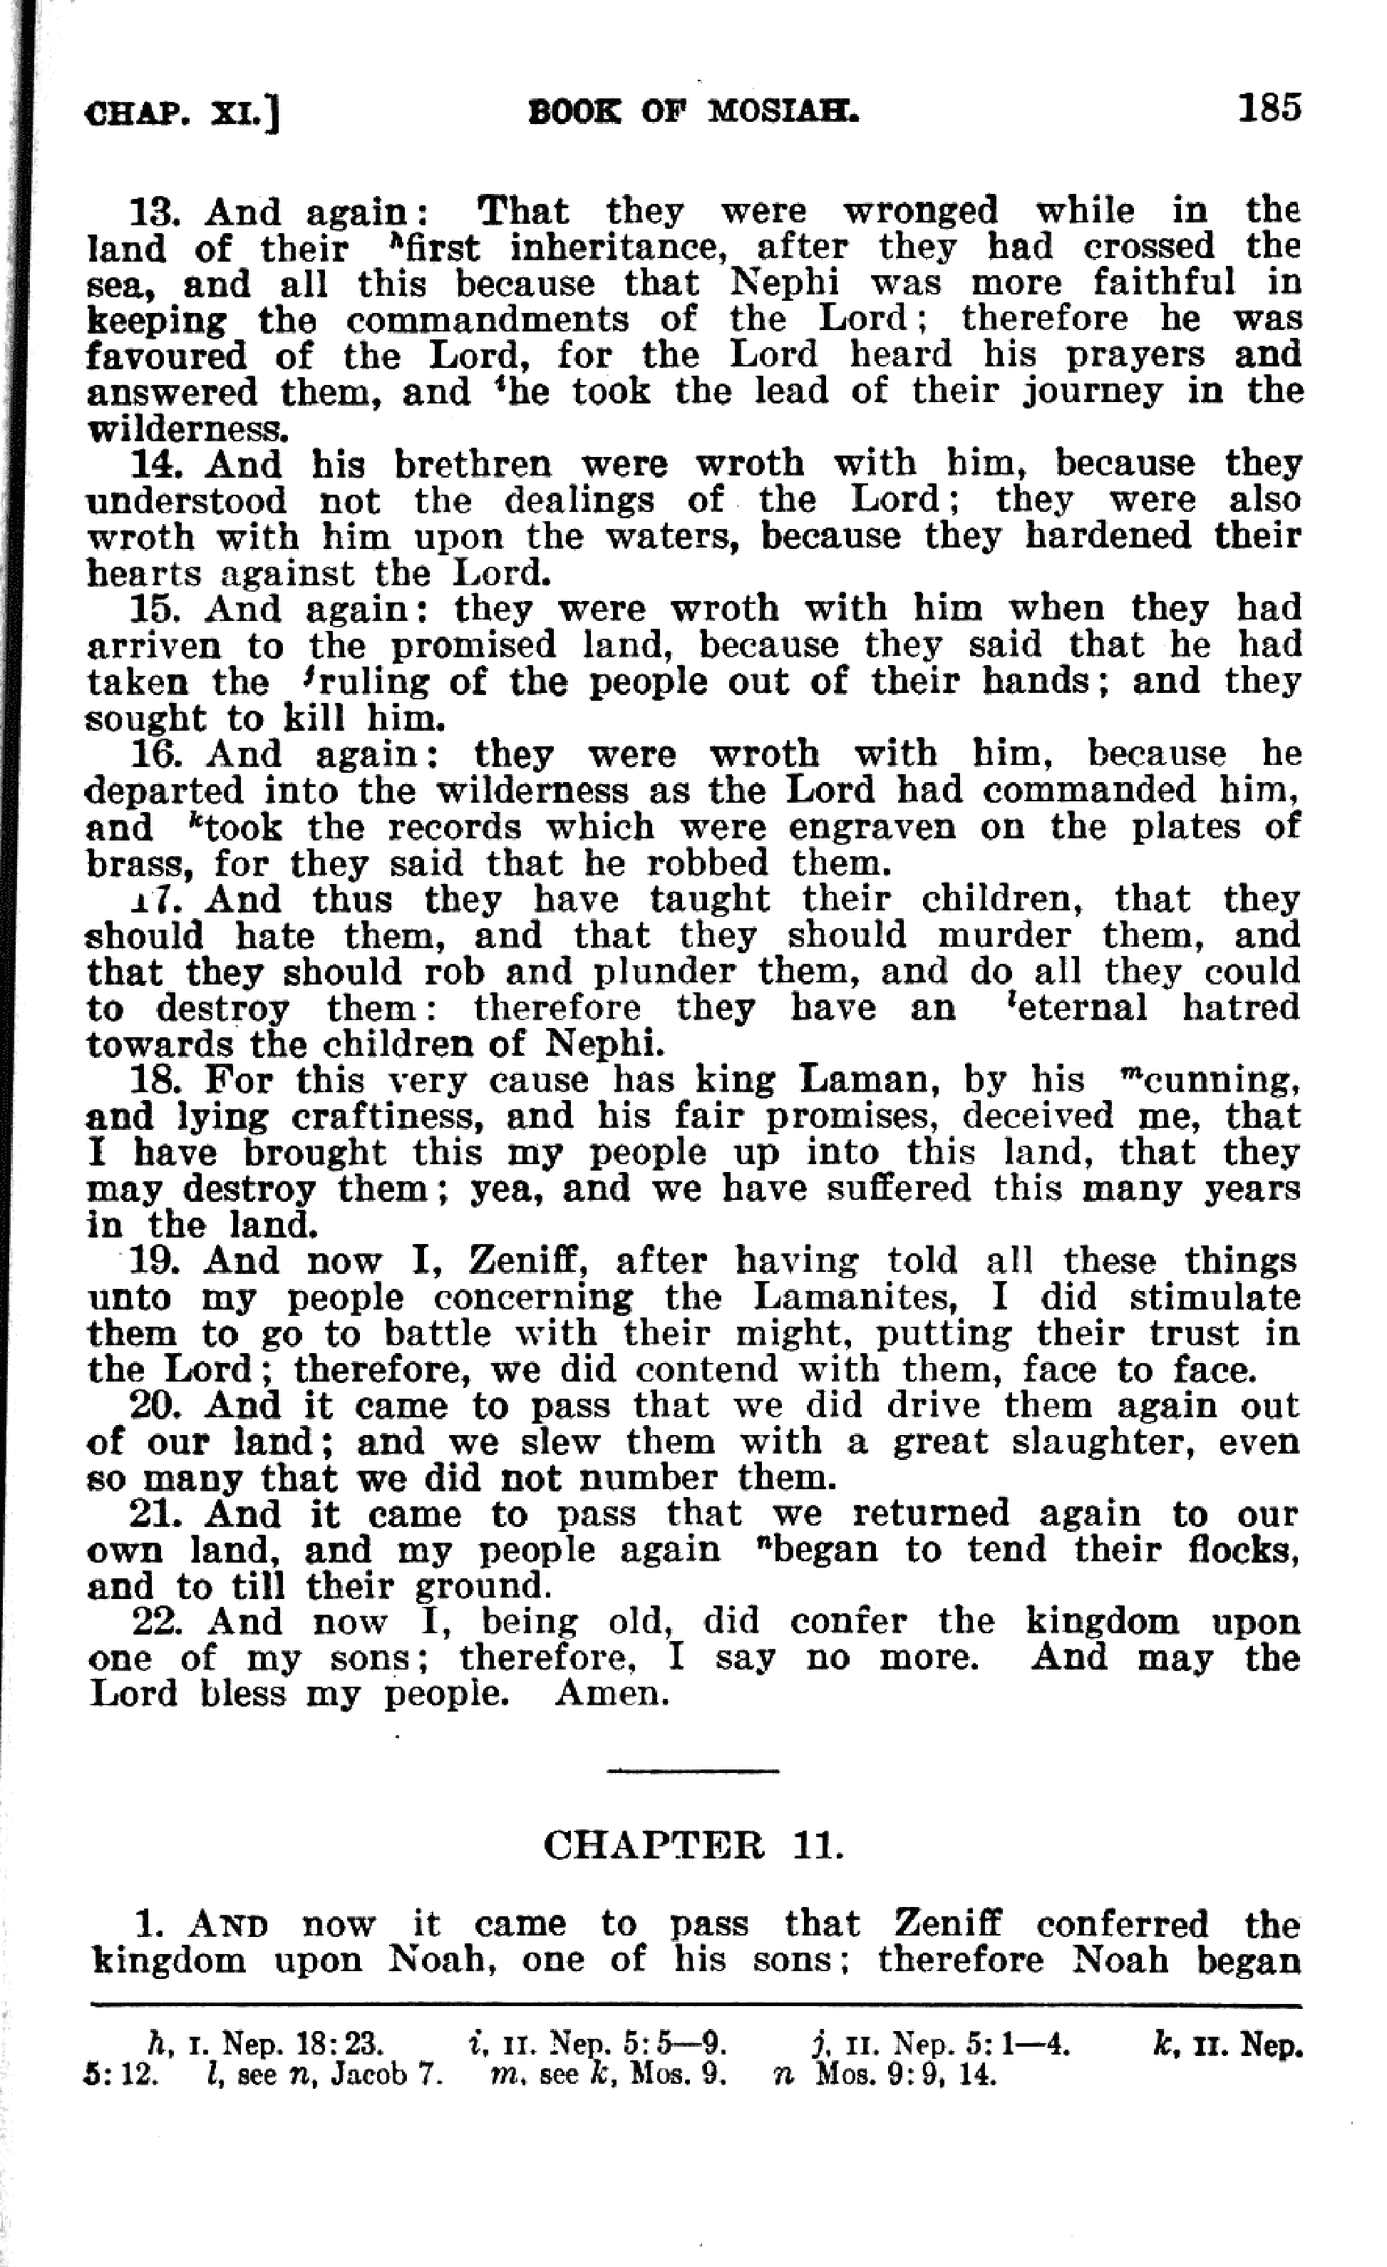 CHAP. XI.] BOOK OF MOSIAH. 185
13. And again: That they were wronged while in the
land of their ʰfirst inheritance, after they had crossed the
sea, and all this because that Nephi was more faithful in
keeping the commandments of the Lord; therefore he was
favoured of the Lord, for the Lord heard his prayers and
answered them, and ⁱhe took the lead of their journey in the
wilderness.
14. And his brethren were wroth with him, because they
understood not the dealings of the Lord; they were also
wroth with him upon the waters, because they hardened their
hearts against the Lord.
15. And again: they were wroth with him when they had
arriven to the promised land, because they said that he had
taken the ʲruling of the people out of their hands; and they
sought to kill him.
16. And again: they were wroth with him, because he
departed into the wilderness as the Lord had commanded him,
and ᵏtook the records which were engraven on the plates of
brass, for they said that he robbed them.
17. And thus they have taught their children, that they
should hate them, and that they should murder them, and
that they should rob and plunder them, and do all they could
to destroy them: therefore they have an ˡeternal hatred
towards the children of Nephi.
18. For this very cause has king Laman, by his ᵐcunning,
and lying craftiness, and his fair promises, deceived me, that
I have brought this my people up into this land, that they
may destroy them; yea, and we have suffered this many years
in the land.
19. And now I, Zeniff, after having told all these things
unto my people concerning the Lamanites, I did stimulate
them to go to battle with their might, putting their trust in
the Lord; therefore, we did contend with them, face to face.
20. And it came to pass that we did drive them again out
of our land; and we slew them with a great slaughter, even
so many that we did not number them.
21. And it came to pass that we returned again to our
own land, and my people again ⁿbegan to tend their flocks,
and to till their ground.
22. And now I, being old, did confer the kingdom upon
one of my sons; therefore, I say no more. And may the
Lord bless my people. Amen.
CHAPTER 11.
1. AND now it came to pass that Zeniff conferred the
kingdom upon Noah, one of his sons; therefore Noah began
h, I. Nep. 18:23. i, II. Nep. 5:5—9. j, II. Nep. 5:1—4. k, II. Nep.
5:12. l, see n, Jacob 7. m, see k, Mos. 9. n Mos. 9:9, 14.